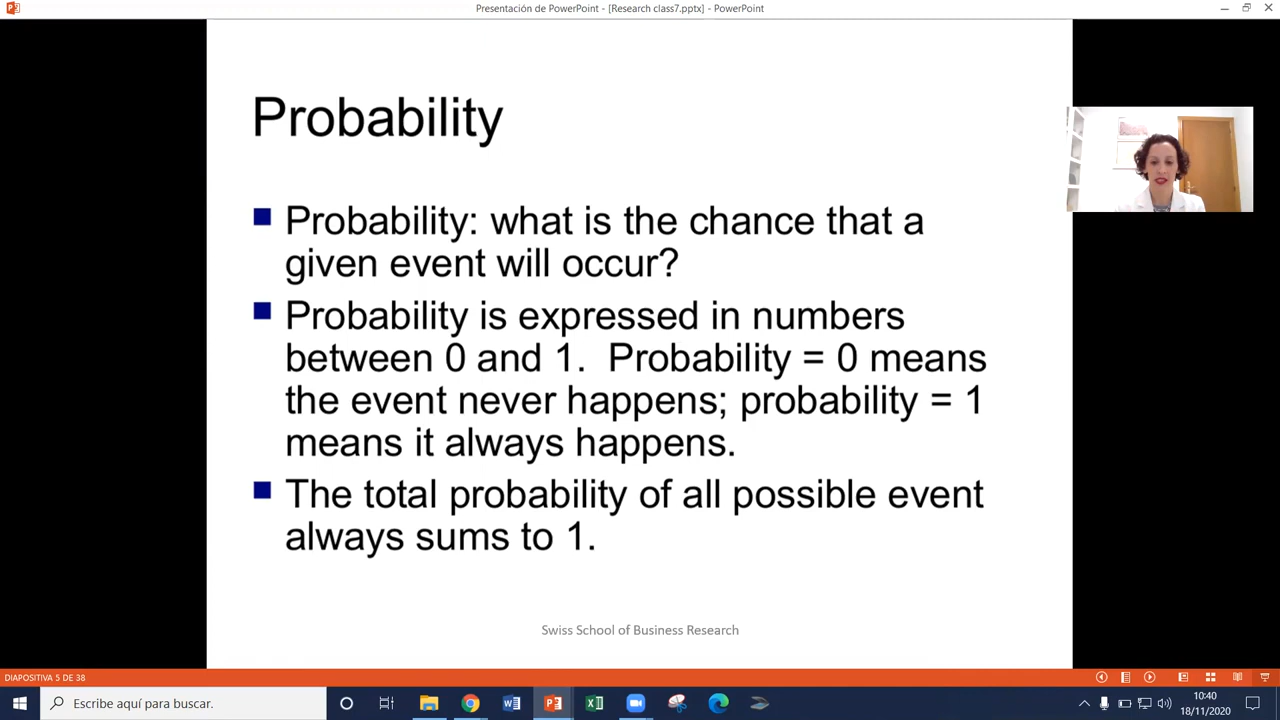 Presentación de PowerPoint - [Research class7.pptx] - PowerPoint
Probability
Probability: what is the chance that a
given event will occur?
Probability is expressed in numbers
between 0 and 1.  Probability = 0 means
the event never happens; probability = 1
means it always happens.
The total probability of all possible event
always sums to 1.
Swiss School of Business Research
DIAPOSITIVA 5 DE 38
Escribe aquí para buscar.
10:40
18/11/2020